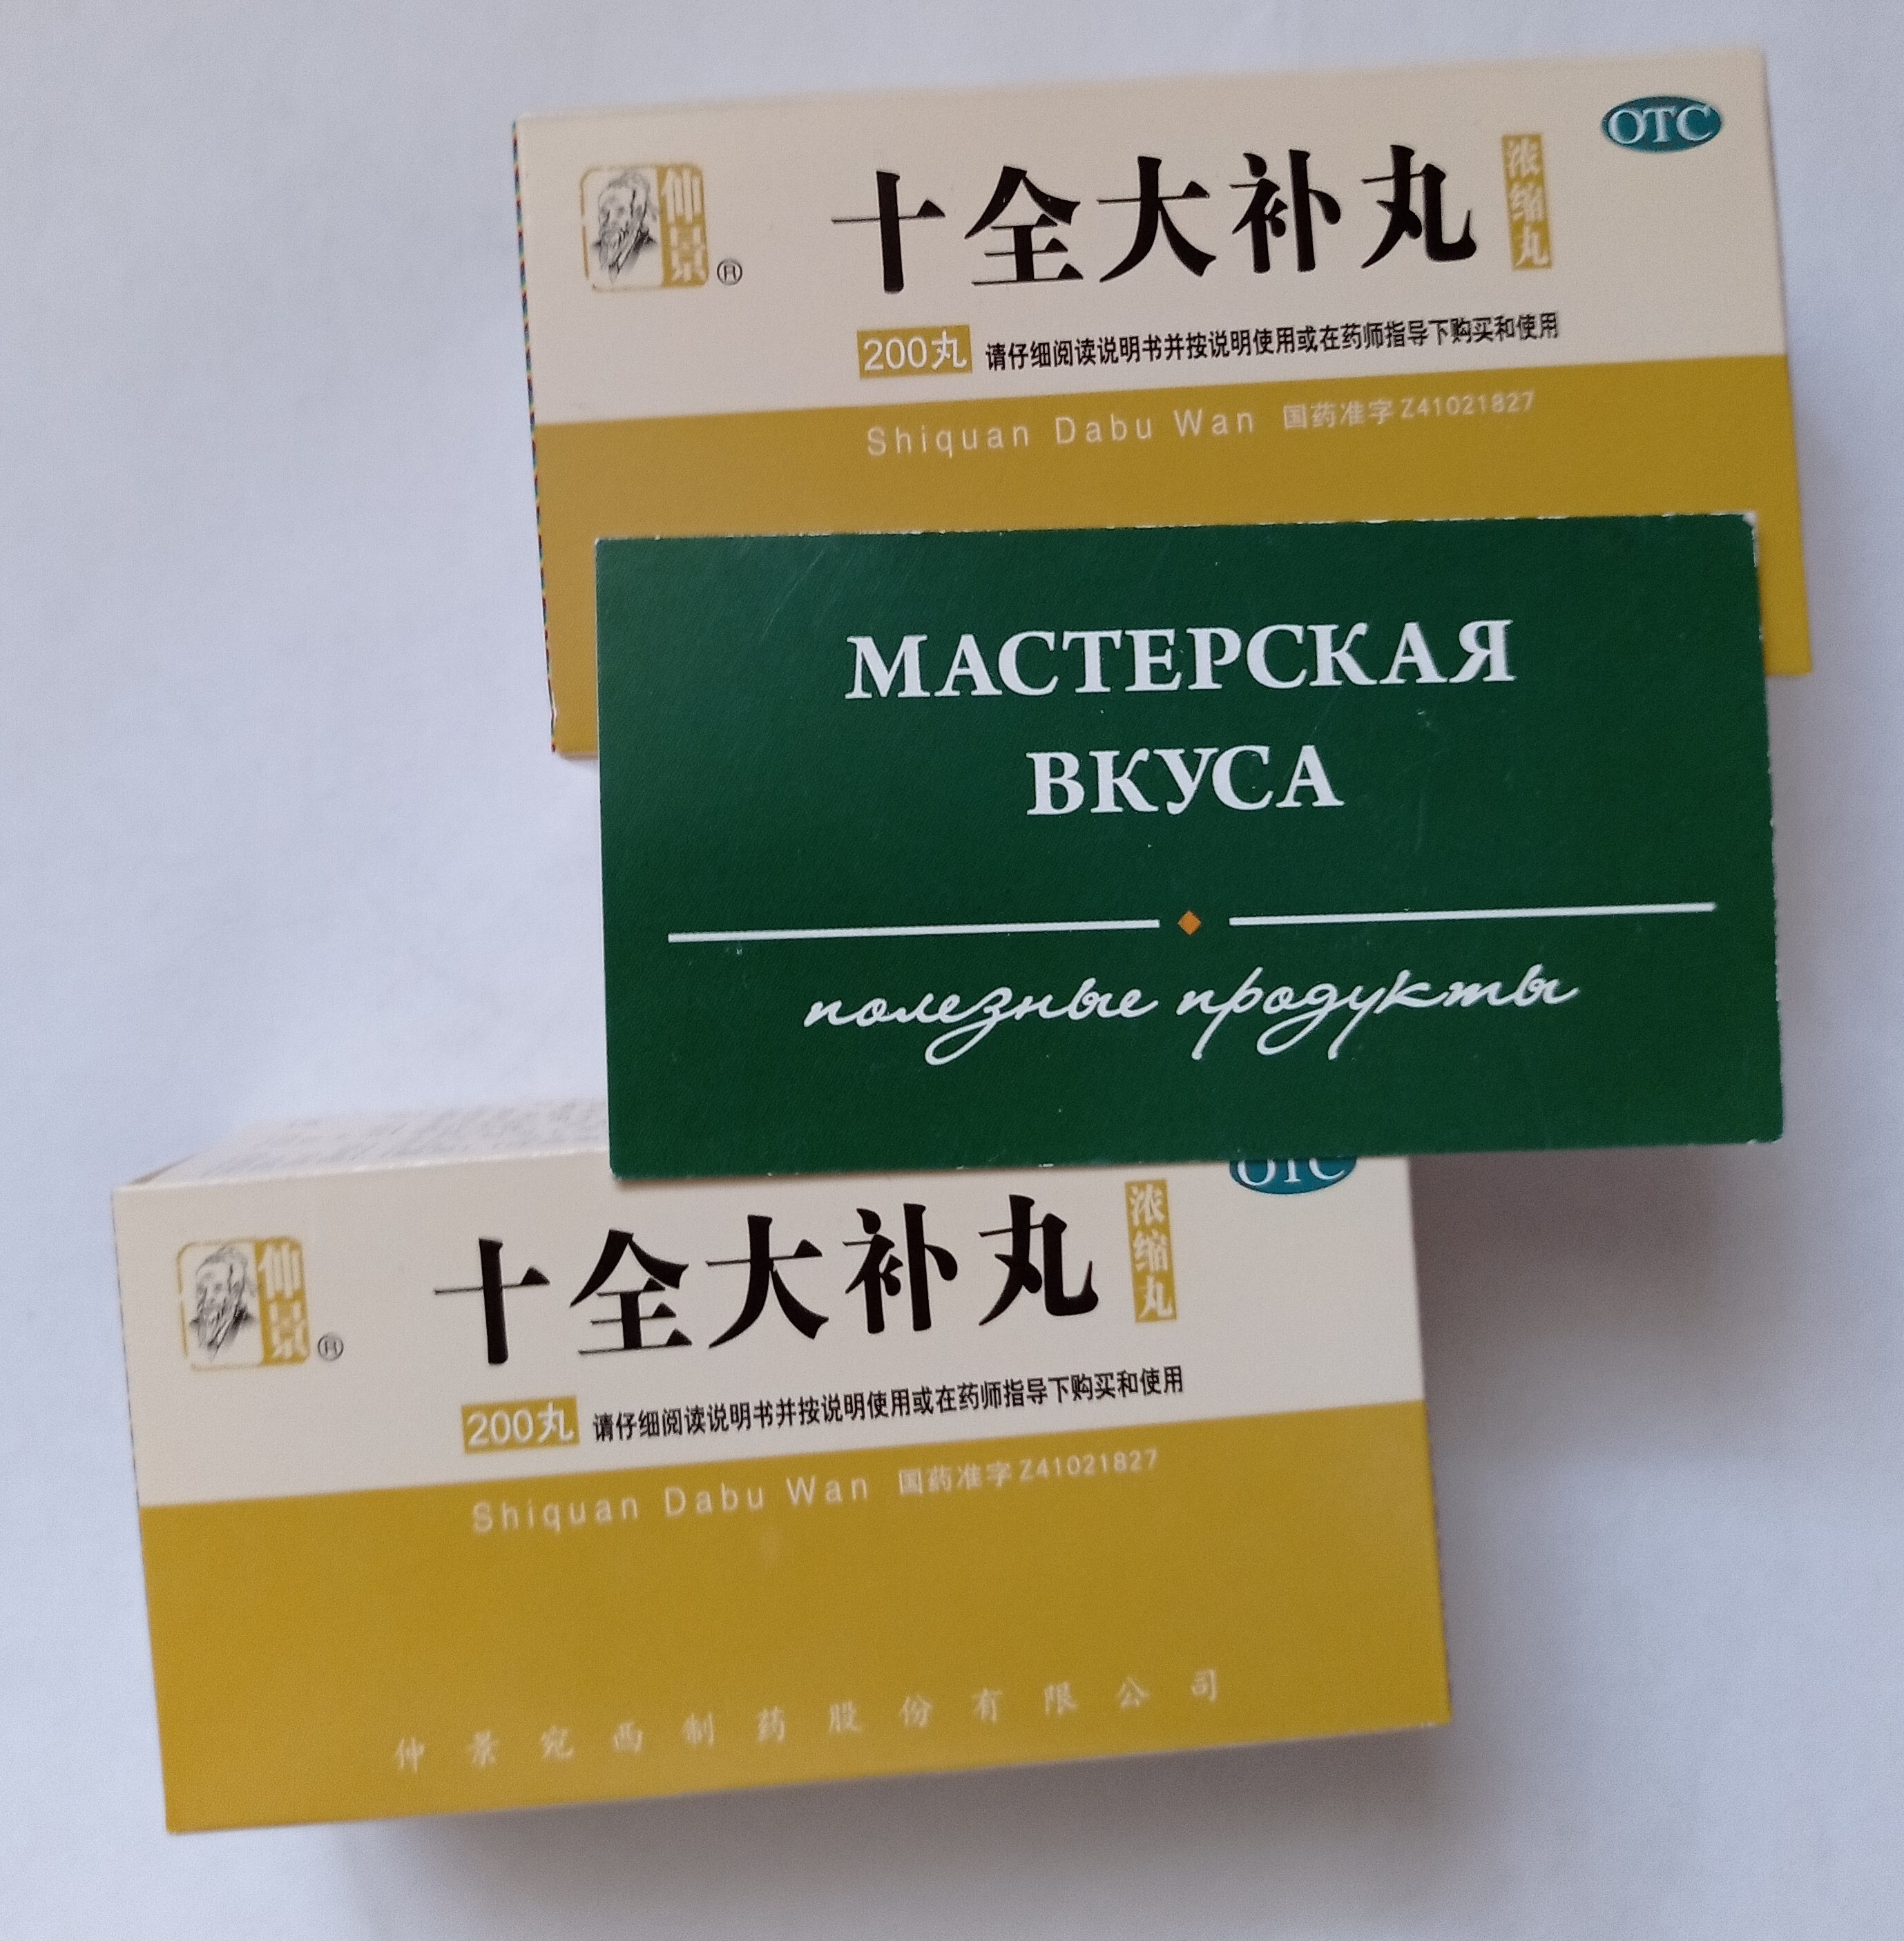 OTC
仲景®
十全大补丸
浓缩丸
200丸 请仔细阅读说明书并按说明使用或在药师指导下购买和使用
Shiquan Dabu Wan 国药准字Z41021827
МАСТЕРСКАЯ
ВКУСА
полезные продукты
OTC
仲景®
十全大补丸
浓缩丸
200丸 请仔细阅读说明书并按说明使用或在药师指导下购买和使用
Shiquan Dabu Wan 国药准字Z41021827
仲景宛西制药股份有限公司